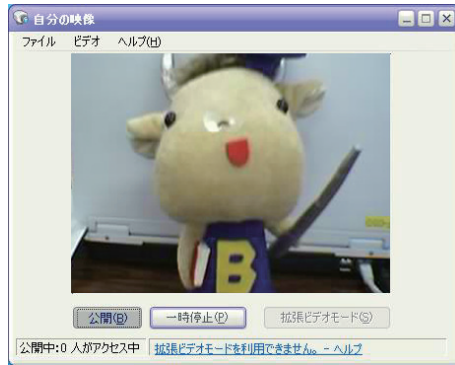 自分の映像
ファイル ビデオ ヘルプ(H)
B
公開(B) 一時停止(P) 拡張ビデオモード(S)
公開中:0 人がアクセス中 拡張ビデオモードを利用できません。 - ヘルプ